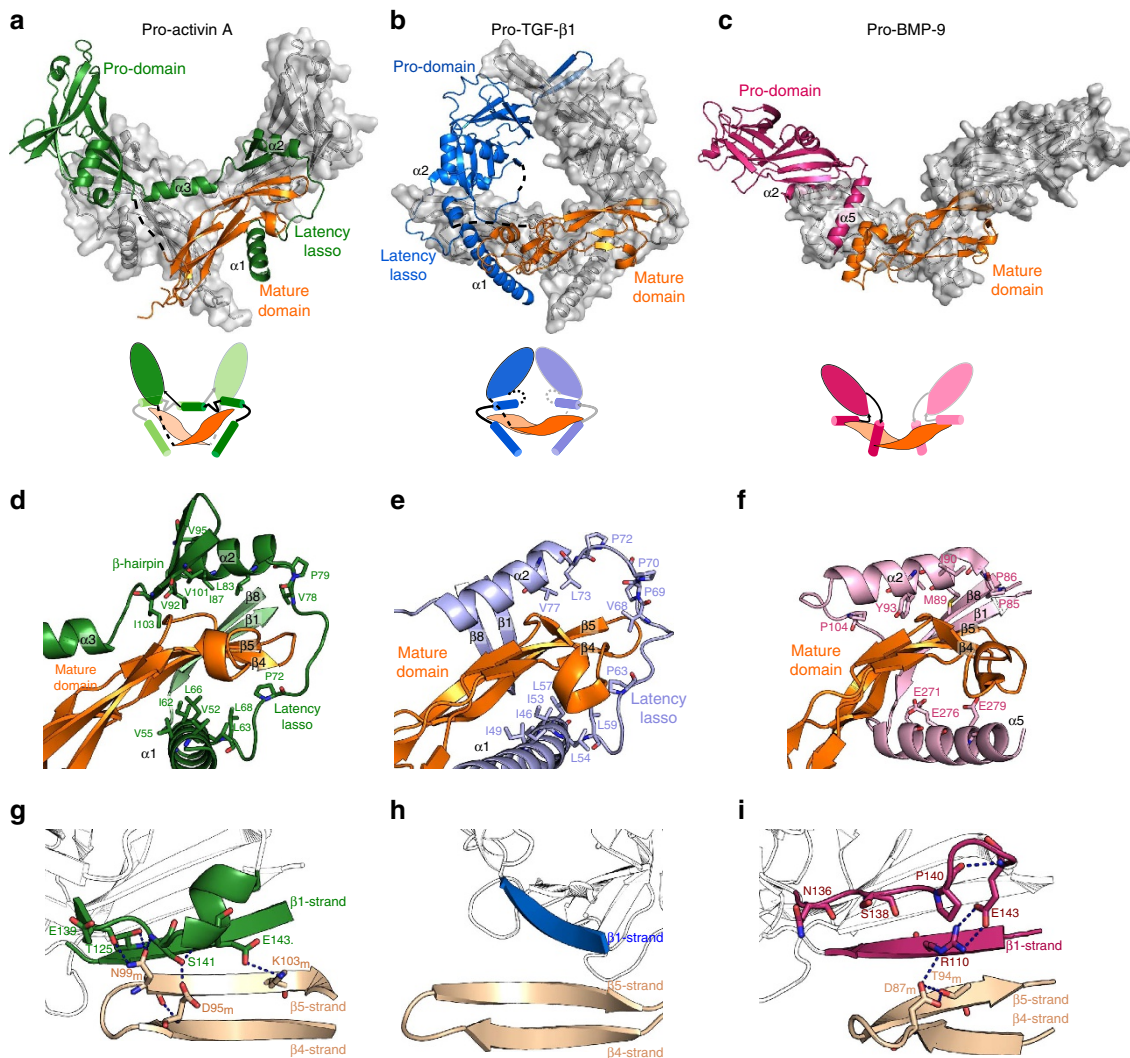 a
Pro-activin A
Pro-domain
α2
α3
α1
Latency
lasso
Mature
domain
b
Pro-TGF-β1
Pro-domain
α2
Latency
lasso
α1
Mature
domain
c
Pro-BMP-9
Pro-domain
α2
α5
Mature
domain
d
V95
β-hairpin
α2
P79
V101
L83
V92
I87
V78
β8
I103
β1
α3
β5
β4
Mature
domain
P72
L66
I62
V52
L68
Latency
lasso
V55
L63
α1
e
P72
α2
P70
L73
P69
V77
V68
β1
β8
β5
Mature
domain
β4
L57
P63
I53
Latency
lasso
I46
I49
L59
α1
L54
f
I90
α2
P86
M89
β8
P85
Y93
β1
P104
β5
Mature
domain
β4
E271
E279
E276
α5
g
β1-strand
E139
T125
E143.
S141
K103m
N99m
D95m
β5-strand
β4-strand
h
β1-strand
β5-strand
β4-strand
i
P140
N136
S138
E143
β1-strand
R110
T94m
D87m
β5-strand
β4-strand